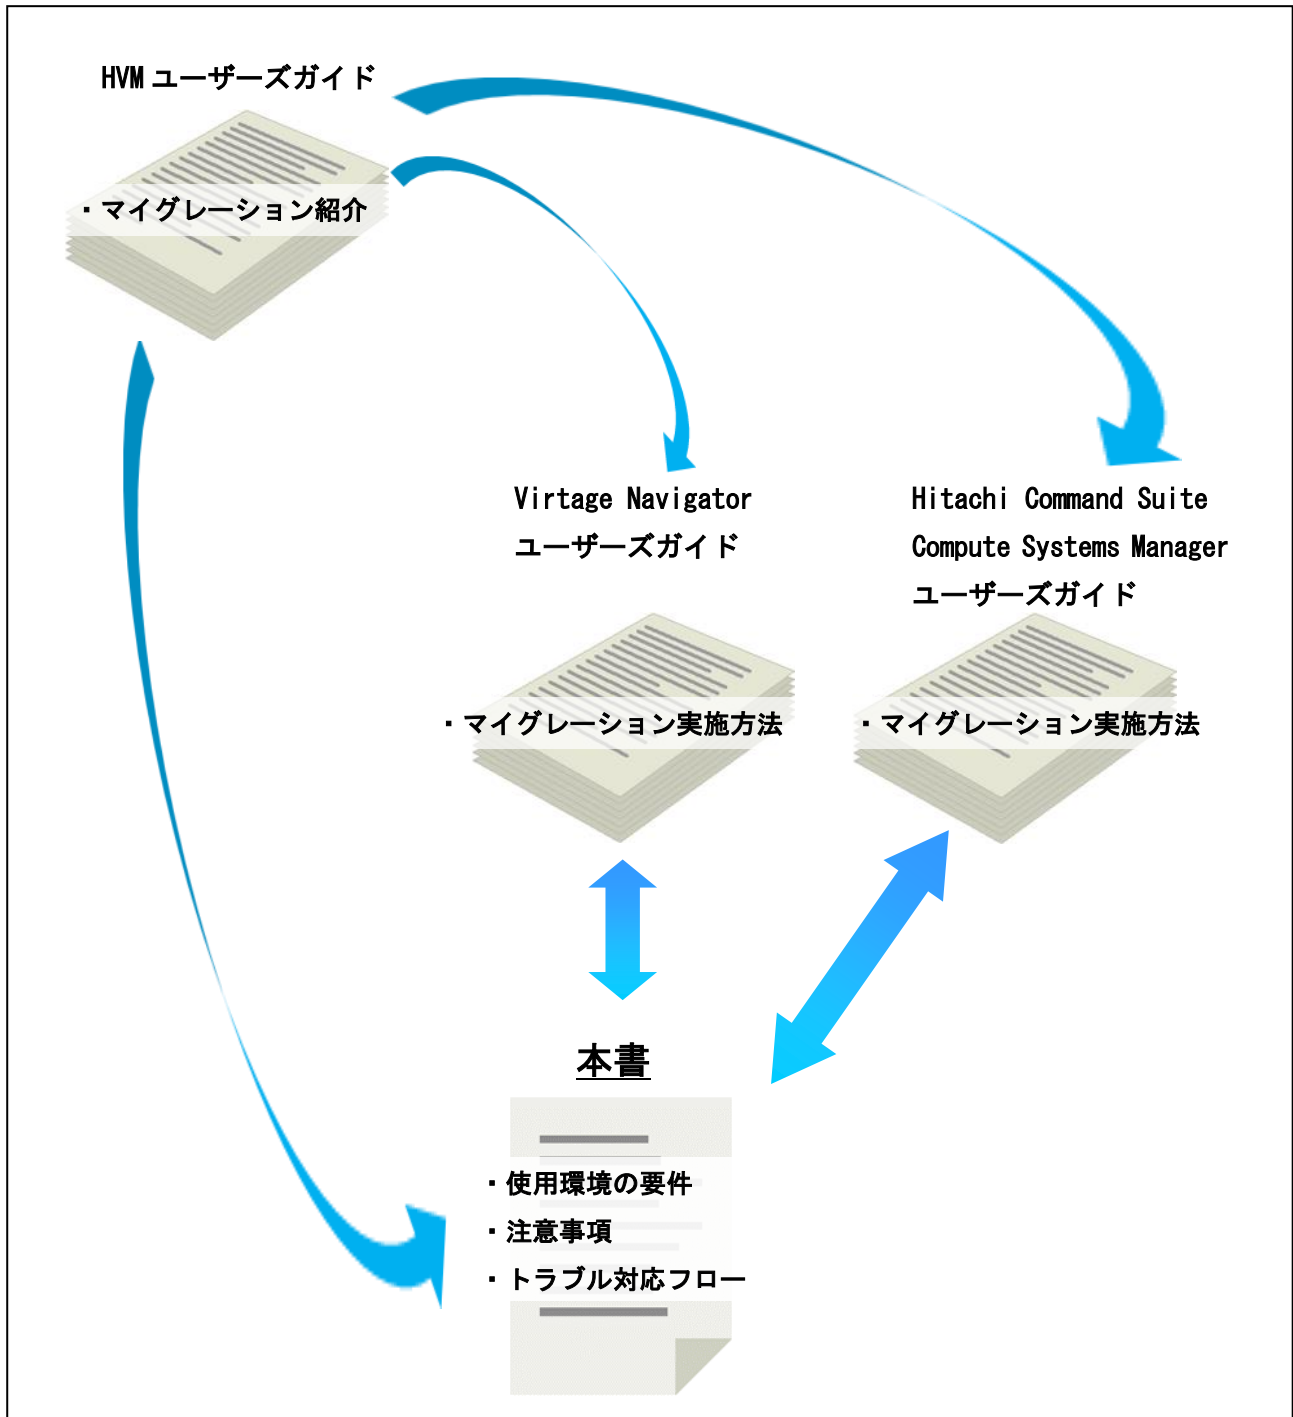 HVM ユーザーズガイド
・マイグレーション紹介
Virtage Navigator
ユーザーズガイド
・マイグレーション実施方法
Hitachi Command Suite
Compute Systems Manager
ユーザーズガイド
・マイグレーション実施方法
本書
・使用環境の要件
・注意事項
・トラブル対応フロー